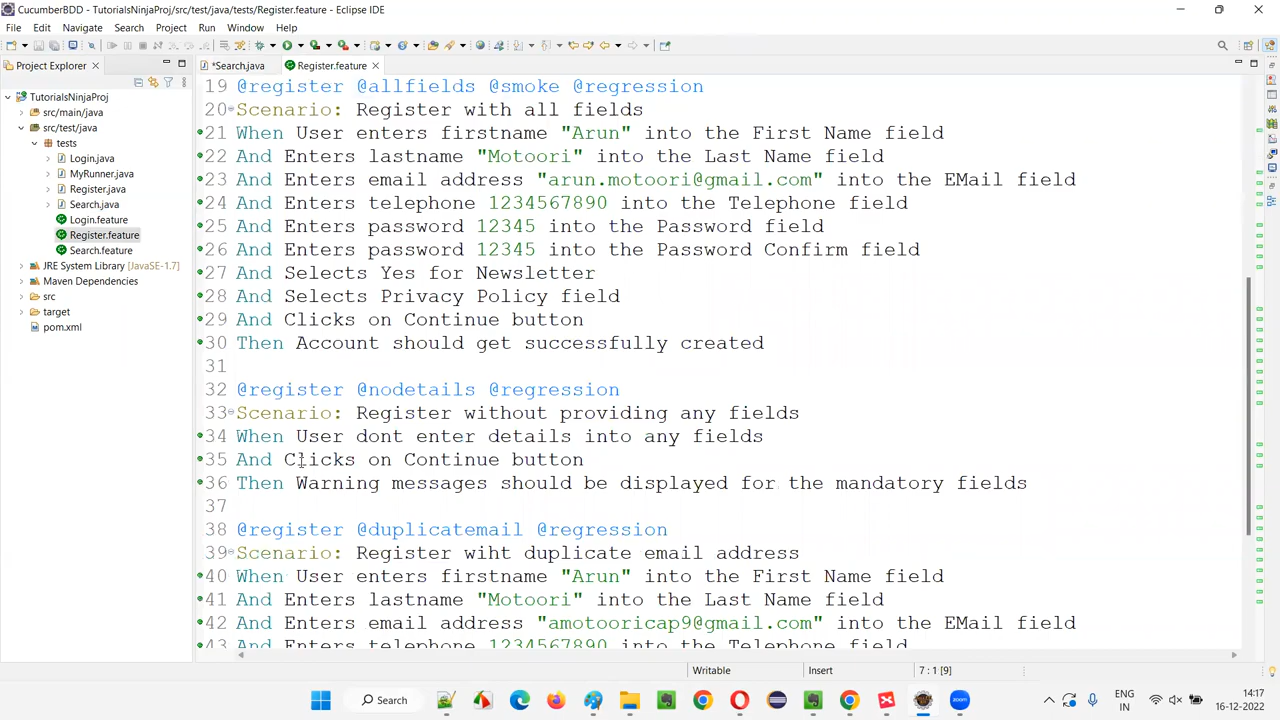 CucumberBDD - TutorialsNinjaProj/src/test/java/tests/Register.feature - Eclipse IDE
File Edit Navigate Search Project Run Window Help
Project Explorer
*Search.java
Register.feature
TutorialsNinjaProj
src/main/java
src/test/java
tests
Login.java
MyRunner.java
Register.java
Search.java
Login.feature
Register.feature
Search.feature
JRE System Library [JavaSE-1.7]
Maven Dependencies
src
target
pom.xml
19 @register @allfields @smoke @regression
20 Scenario: Register with all fields
21 When User enters firstname "Arun" into the First Name field
22 And Enters lastname "Motoori" into the Last Name field
23 And Enters email address "arun.motoori@gmail.com" into the EMail field
24 And Enters telephone 1234567890 into the Telephone field
25 And Enters password 12345 into the Password field
26 And Enters password 12345 into the Password Confirm field
27 And Selects Yes for Newsletter
28 And Selects Privacy Policy field
29 And Clicks on Continue button
30 Then Account should get successfully created
31
32 @register @nodetails @regression
33 Scenario: Register without providing any fields
34 When User dont enter details into any fields
35 And Clicks on Continue button
36 Then Warning messages should be displayed for the mandatory fields
37
38 @register @duplicatemail @regression
39 Scenario: Register wiht duplicate email address
40 When User enters firstname "Arun" into the First Name field
41 And Enters lastname "Motoori" into the Last Name field
42 And Enters email address "amotooricap9@gmail.com" into the EMail field
43 And Enters telephone 1234567890 into the Telephone field
Writable Insert 7 : 1 [9]
Search
ENG
IN
14:17
16-12-2022